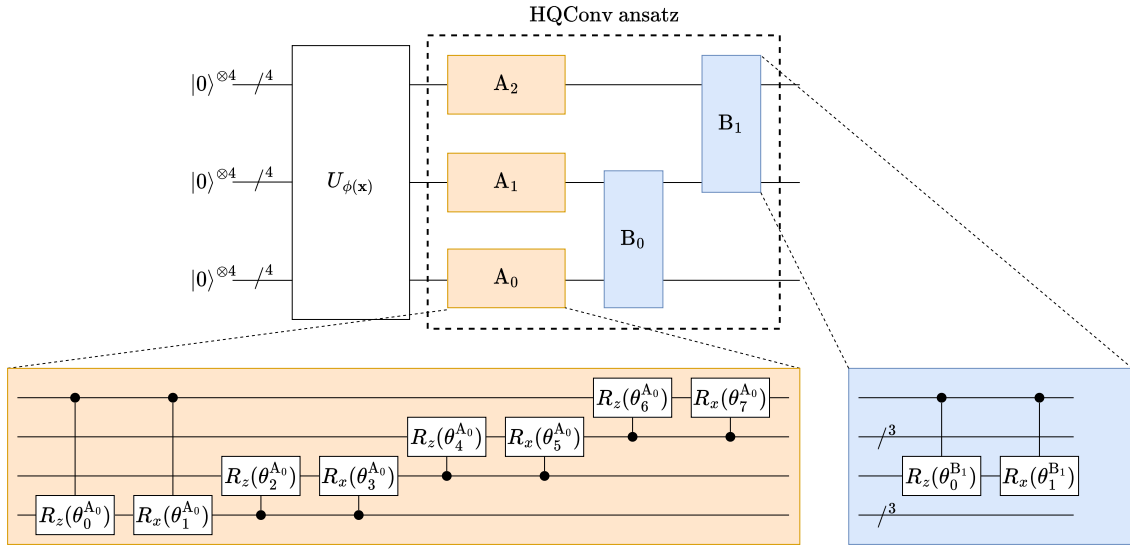 HQConv ansatz
|0⟩^{⊗4} /^4 A_2
B_1
|0⟩^{⊗4} /^4 U_{ϕ(𝐱)} A_1
B_0
|0⟩^{⊗4} /^4 A_0
R_z(θ_6^{A_0}) R_x(θ_7^{A_0})
R_z(θ_4^{A_0}) R_x(θ_5^{A_0})
R_z(θ_2^{A_0}) R_x(θ_3^{A_0})
R_z(θ_0^{A_0}) R_x(θ_1^{A_0})
/^3
R_z(θ_0^{B_1}) R_x(θ_1^{B_1})
/^3